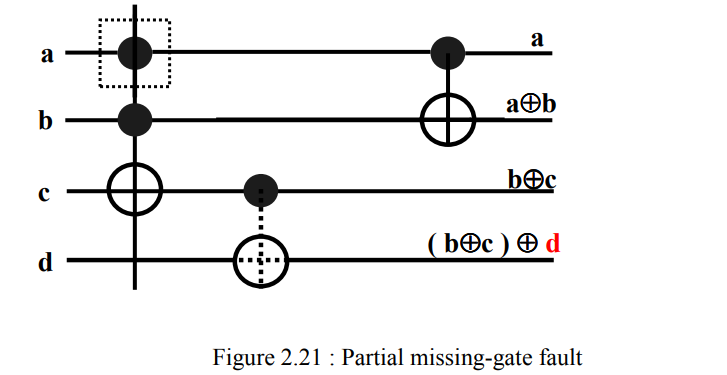 a
a
b
a⊕b
c
b⊕c
d
( b⊕c ) ⊕ d
Figure 2.21 : Partial missing-gate fault